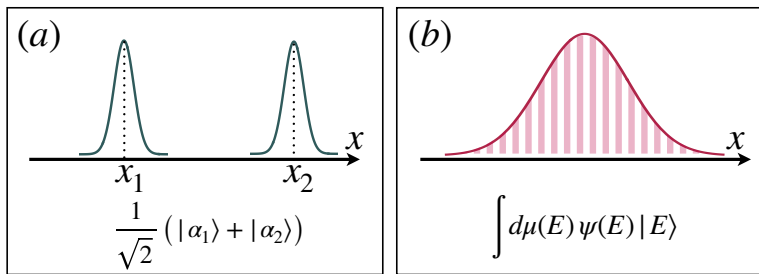 (a)
x
x₁
x₂
1/√2 ( |α₁⟩ + |α₂⟩ )
(b)
x
∫ dμ(E) ψ(E) | E⟩